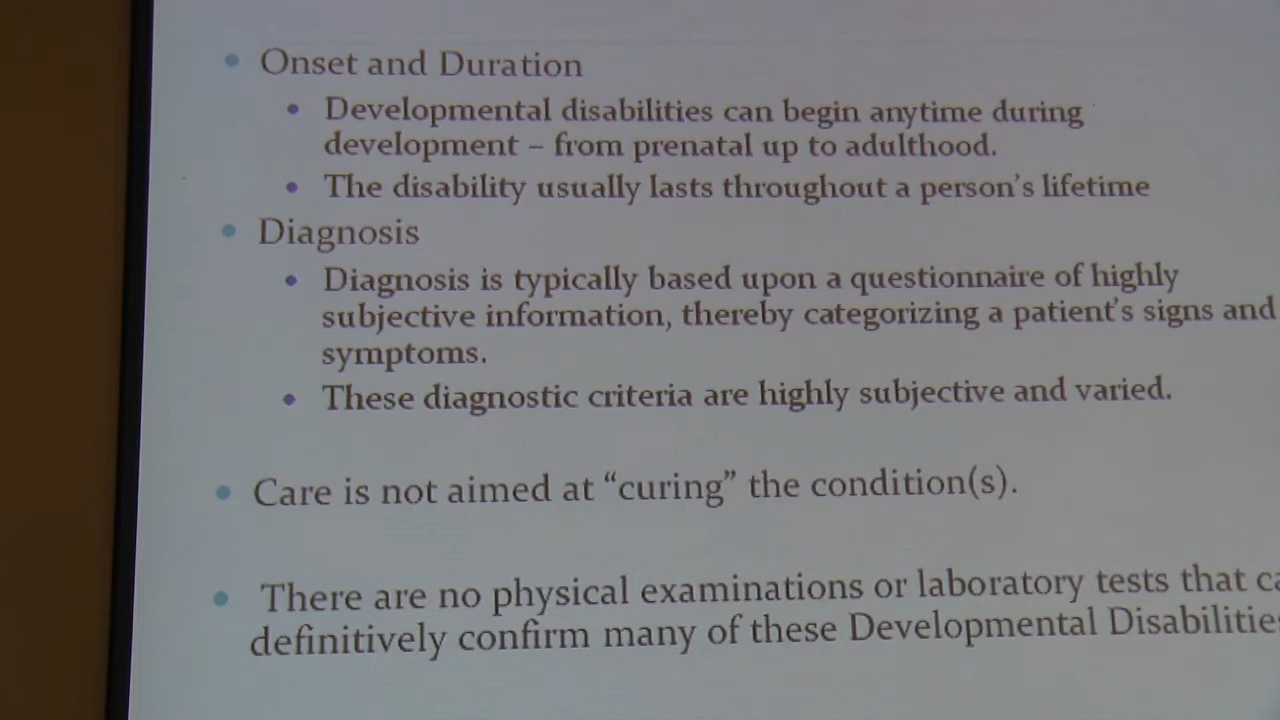 • Onset and Duration
• Developmental disabilities can begin anytime during
development – from prenatal up to adulthood.
• The disability usually lasts throughout a person's lifetime
• Diagnosis
• Diagnosis is typically based upon a questionnaire of highly
subjective information, thereby categorizing a patient's signs and
symptoms.
• These diagnostic criteria are highly subjective and varied.
• Care is not aimed at “curing” the condition(s).
• There are no physical examinations or laboratory tests that
definitively confirm many of these Developmental